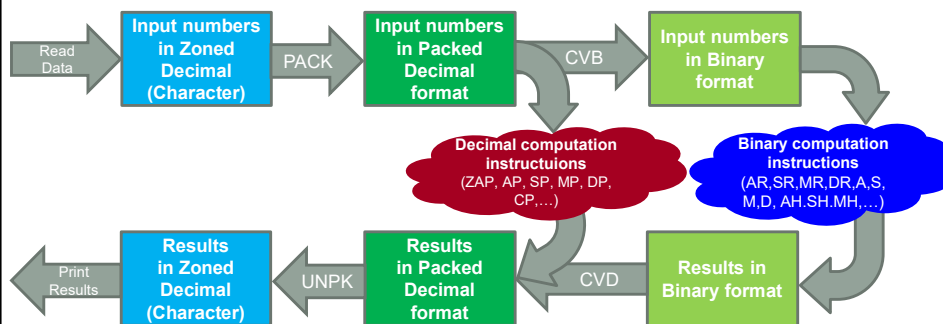 Read
Data
Input numbers
in Zoned
Decimal
(Character)
PACK
Input numbers
in Packed
Decimal
format
CVB
Input numbers
in Binary
format
Decimal computation
instructuions
(ZAP, AP, SP, MP, DP,
CP,…)
Binary computation
instructions
(AR,SR,MR,DR,A,S,
M,D, AH.SH.MH,…)
Print
Results
Results
in Zoned
Decimal
(Character)
UNPK
Results
in Packed
Decimal
format
CVD
Results in
Binary format